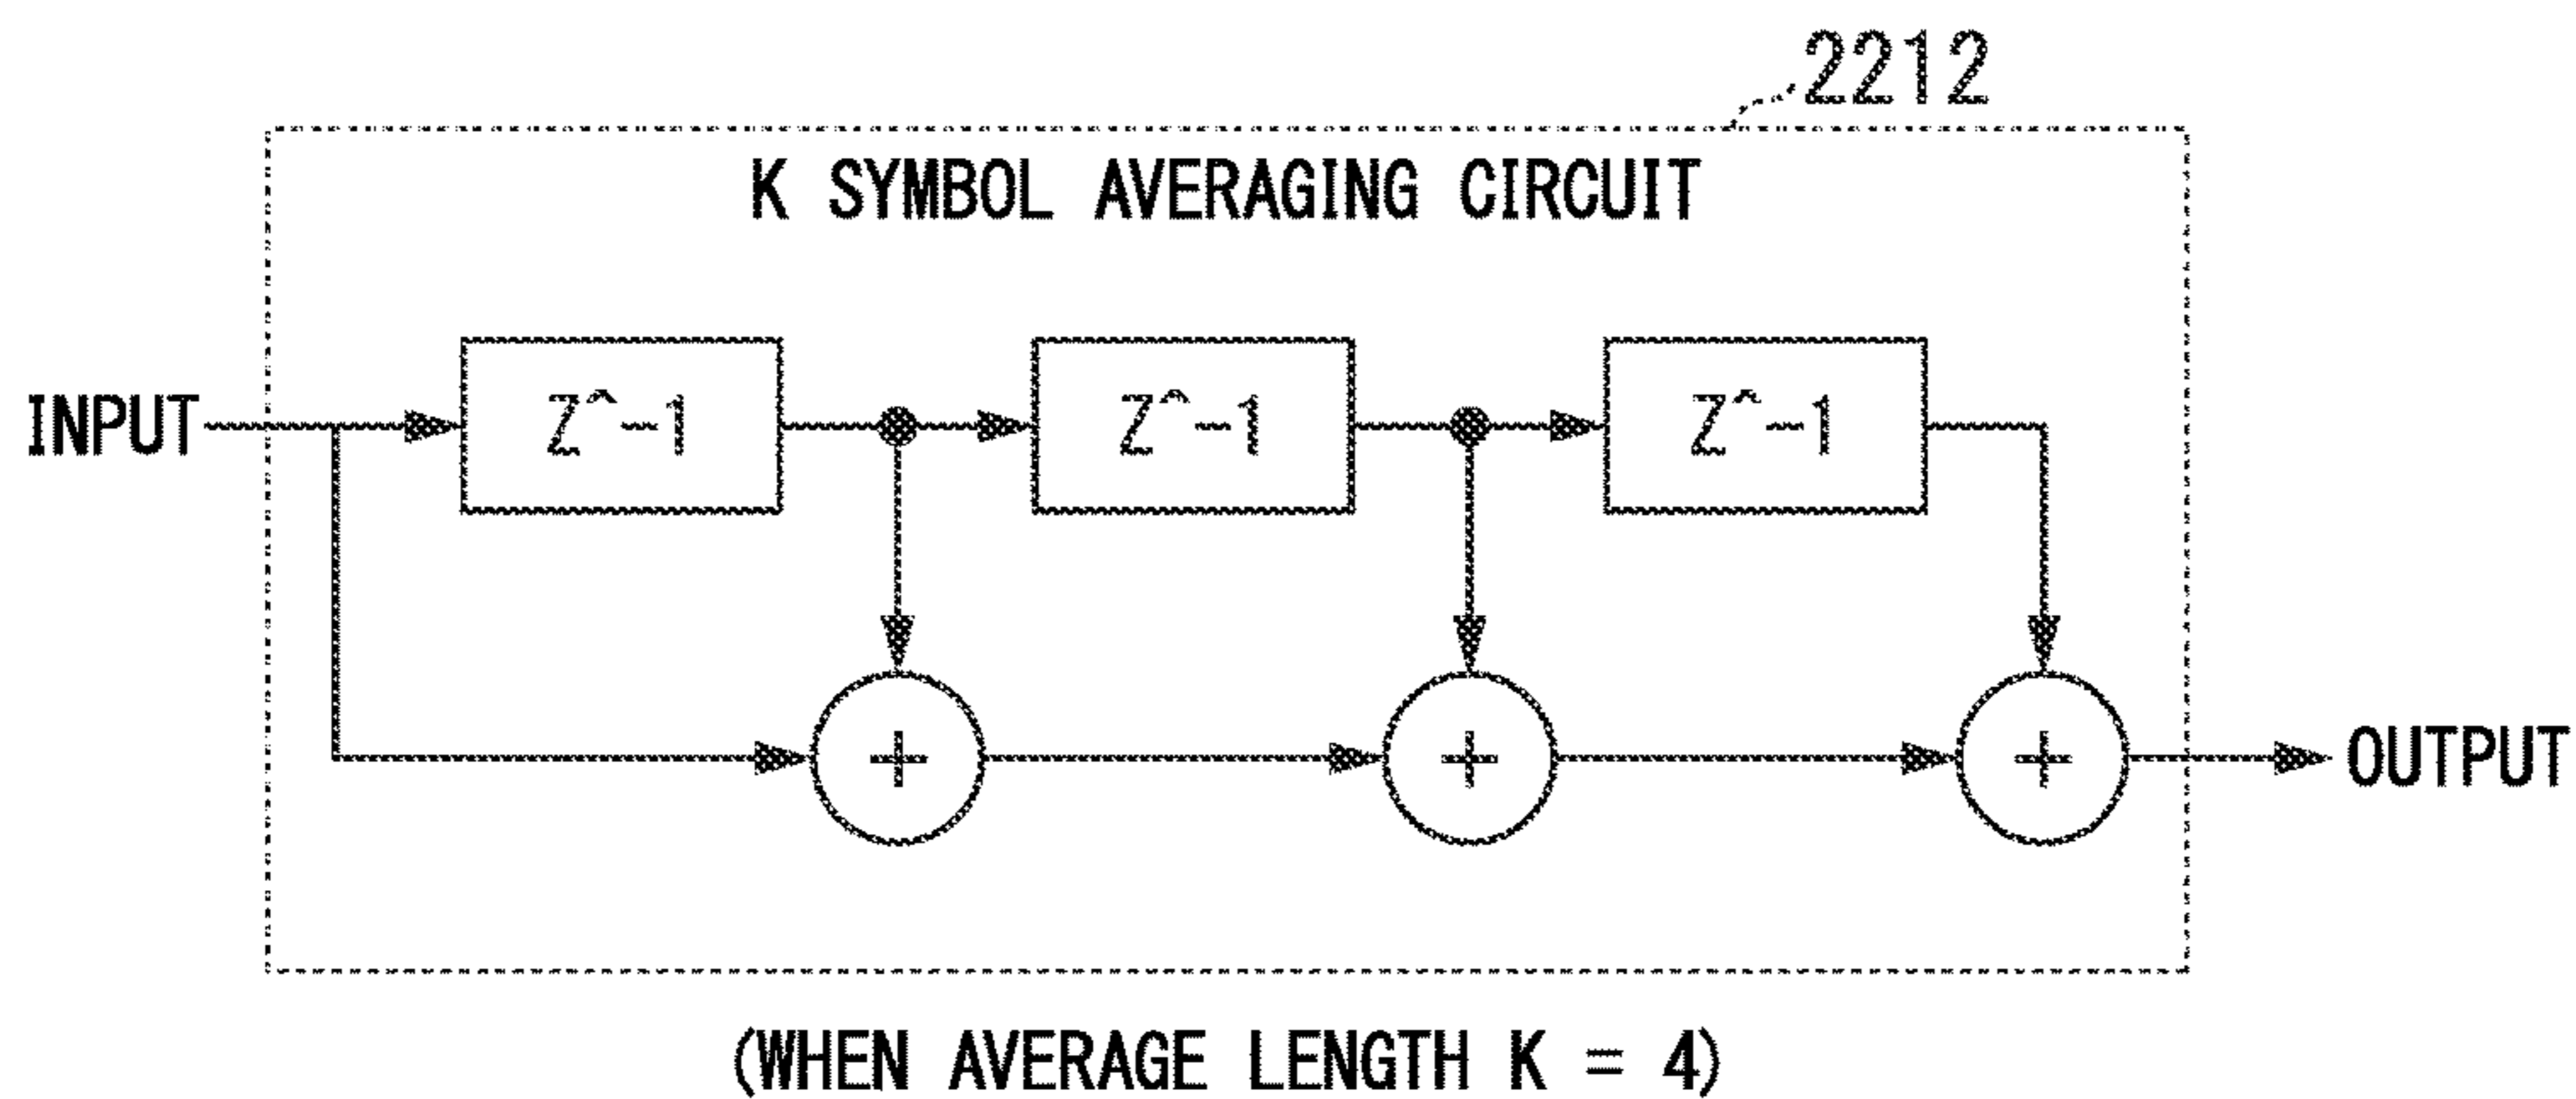 2212
K SYMBOL AVERAGING CIRCUIT
INPUT
Z^-1
Z^-1
Z^-1
+
+
+
OUTPUT
(WHEN AVERAGE LENGTH K = 4)